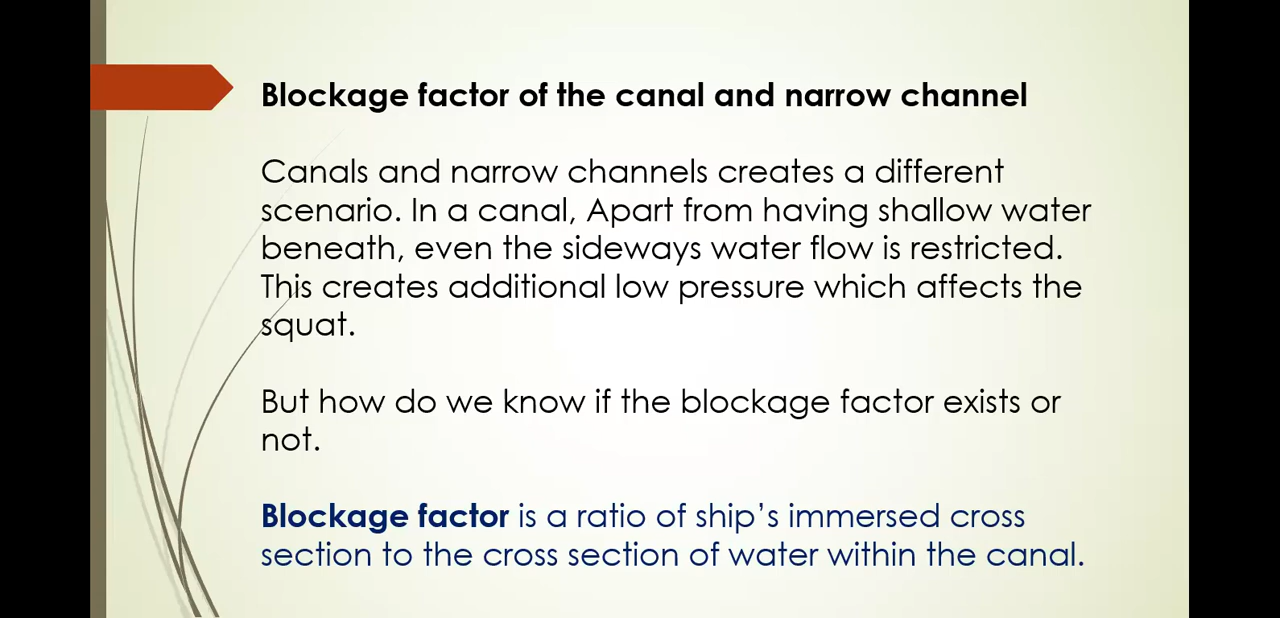 Blockage factor of the canal and narrow channel
Canals and narrow channels creates a different
scenario. In a canal, Apart from having shallow water
beneath, even the sideways water flow is restricted.
This creates additional low pressure which affects the
squat.
But how do we know if the blockage factor exists or
not.
Blockage factor is a ratio of ship’s immersed cross
section to the cross section of water within the canal.